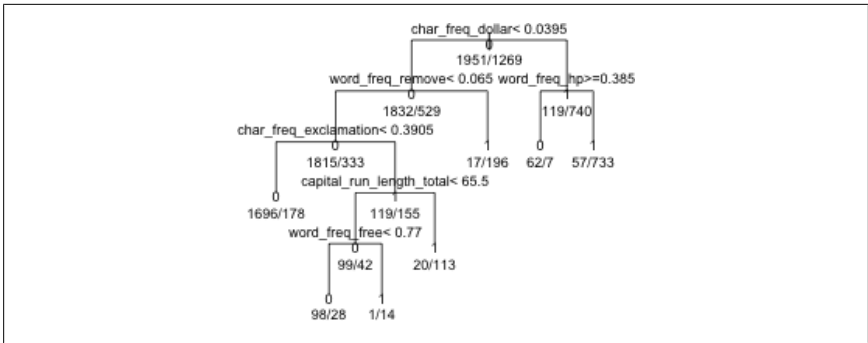 char_freq_dollar< 0.0395
0
1951/1269
word_freq_remove< 0.065 word_freq_hp>=0.385
0 1
1832/529 119/740
char_freq_exclamation< 0.3905
0 1 0 1
1815/333 17/196 62/7 57/733
capital_run_length_total< 65.5
0 1
1696/178 119/155
word_freq_free< 0.77
0 1
99/42 20/113
0 1
98/28 1/14